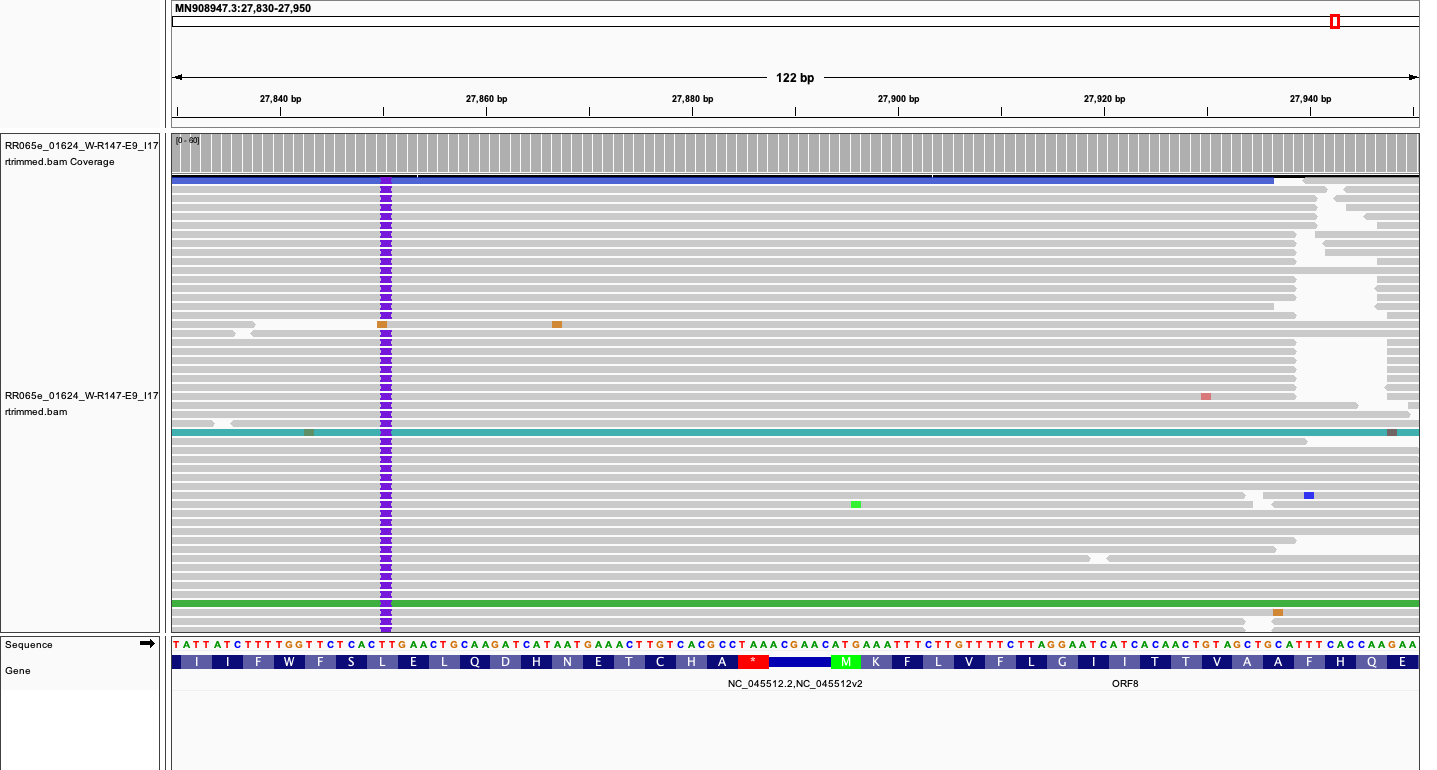 MN908947.3:27,830-27,950
122 bp
27,840 bp 27,860 bp 27,880 bp 27,900 bp 27,920 bp 27,940 bp
RR065e_01624_W-R147-E9_I17
rtrimmed.bam Coverage
[0 - 60]
RR065e_01624_W-R147-E9_I17
rtrimmed.bam
Sequence
TATTATCTTTTGGTTCTCACTTGAACTGCAAGATCATAATGAAACTTGTCACGCCTAAACGAACATGAAATTTCTTGTTTTCTTAGGAATCATCACAACTGTAGCTGCATTTCACCAAGAA
Gene
I I F W F S L E L Q D H N E T C H A * M K F L V F L G I I T T V A A F H Q E
NC_045512.2,NC_045512v2 ORF8